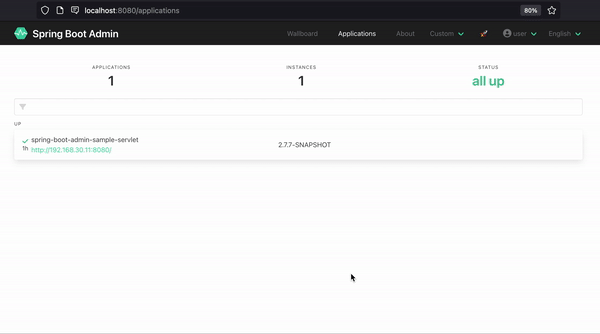 localhost:8080/applications
80%
Spring Boot Admin
Wallboard Applications About Custom user English
APPLICATIONS
1
INSTANCES
1
STATUS
all up
UP
spring-boot-admin-sample-servlet
1h http://192.168.30.11:8080/
2.7.7-SNAPSHOT